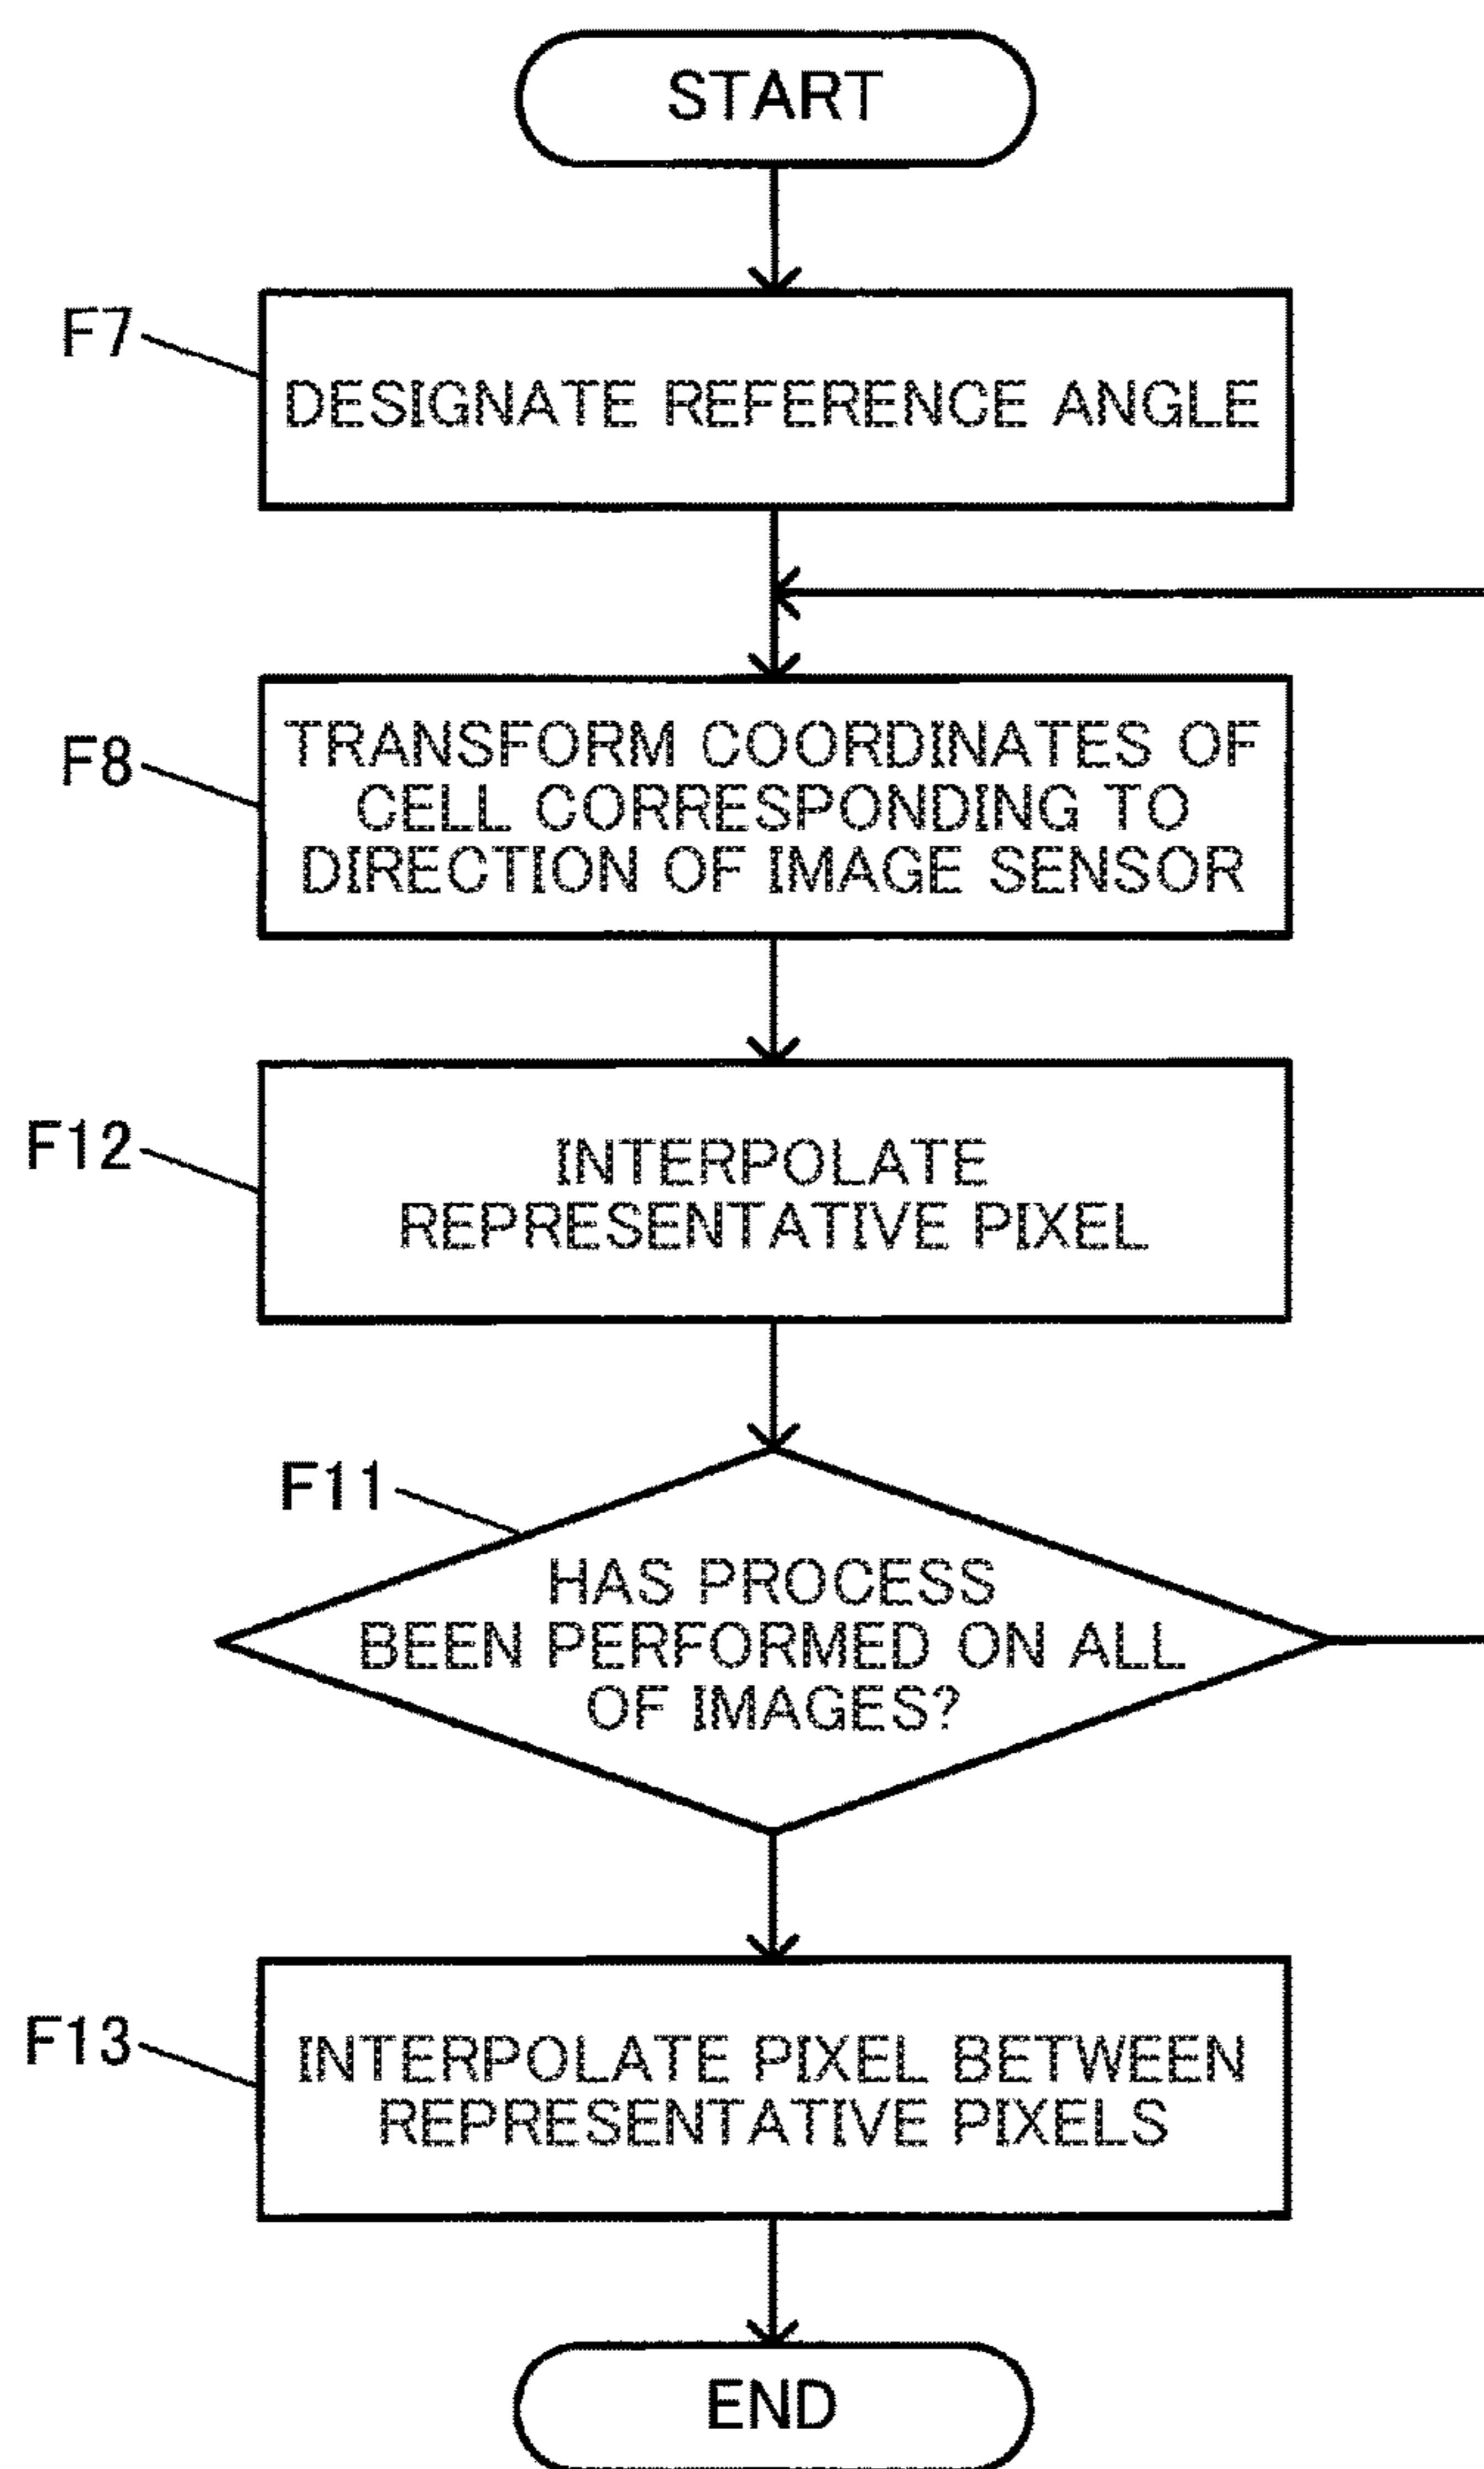 START
F7
DESIGNATE REFERENCE ANGLE
F8
TRANSFORM COORDINATES OF
CELL CORRESPONDING TO
DIRECTION OF IMAGE SENSOR
F12
INTERPOLATE
REPRESENTATIVE PIXEL
F11
HAS PROCESS
BEEN PERFORMED ON ALL
OF IMAGES?
F13
INTERPOLATE PIXEL BETWEEN
REPRESENTATIVE PIXELS
END